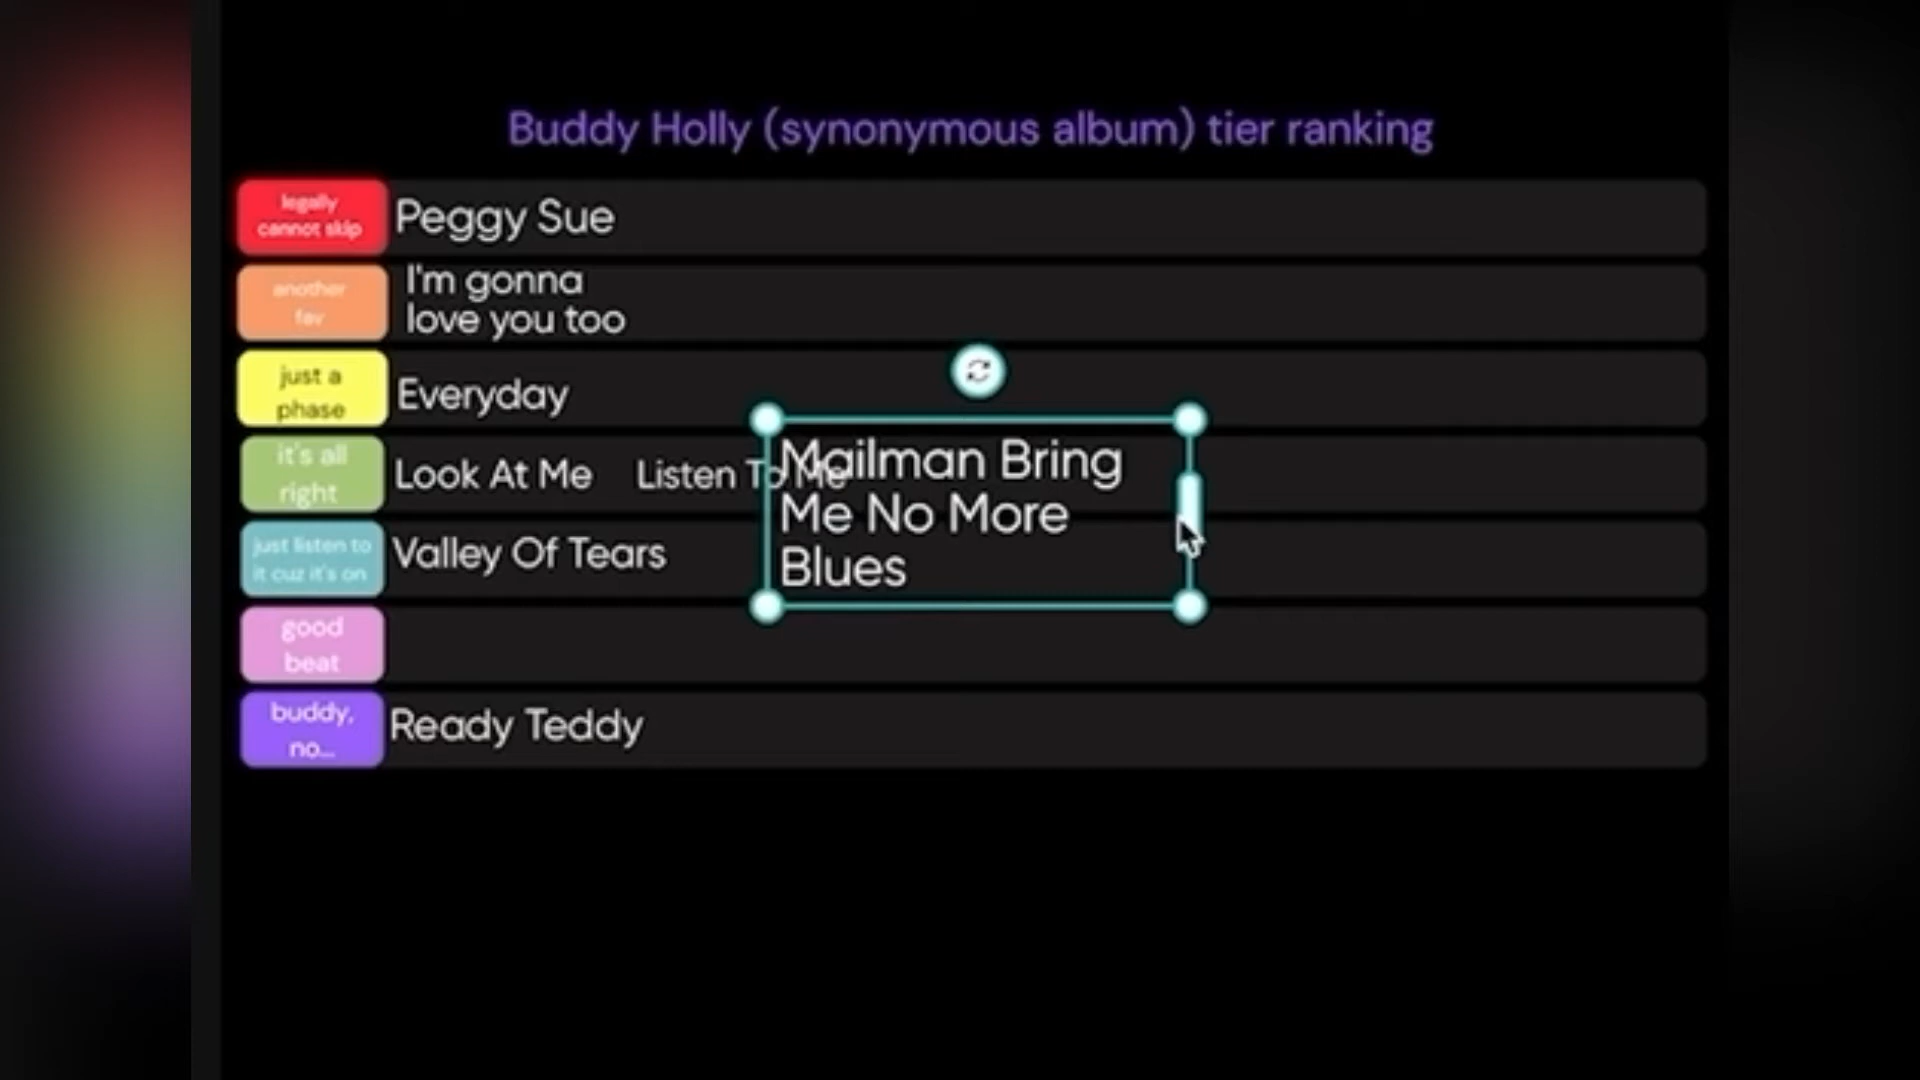 Buddy Holly (synonymous album) tier ranking
legally
cannot skip
Peggy Sue
another
fav
I'm gonna
love you too
just a
phase
Everyday
it's all
right
Look At Me
Listen To Me
Mailman Bring
Me No More
Blues
just listen to
it cuz it's on
Valley Of Tears
good
beat
buddy,
no...
Ready Teddy